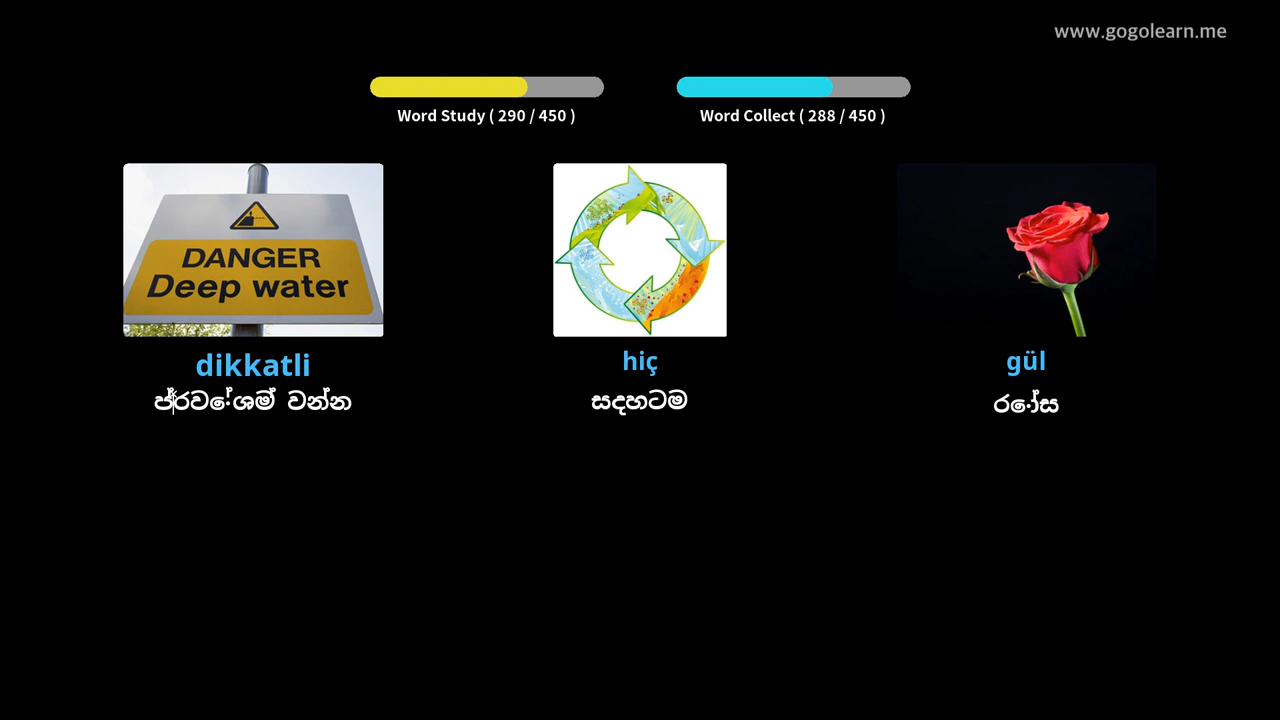 www.gogolearn.me
Word Study ( 290 / 450 )
Word Collect ( 288 / 450 )
DANGER
Deep water
dikkatli
ප්‍රවේශම් වන්න
hiç
සදහටම
gül
රෝස